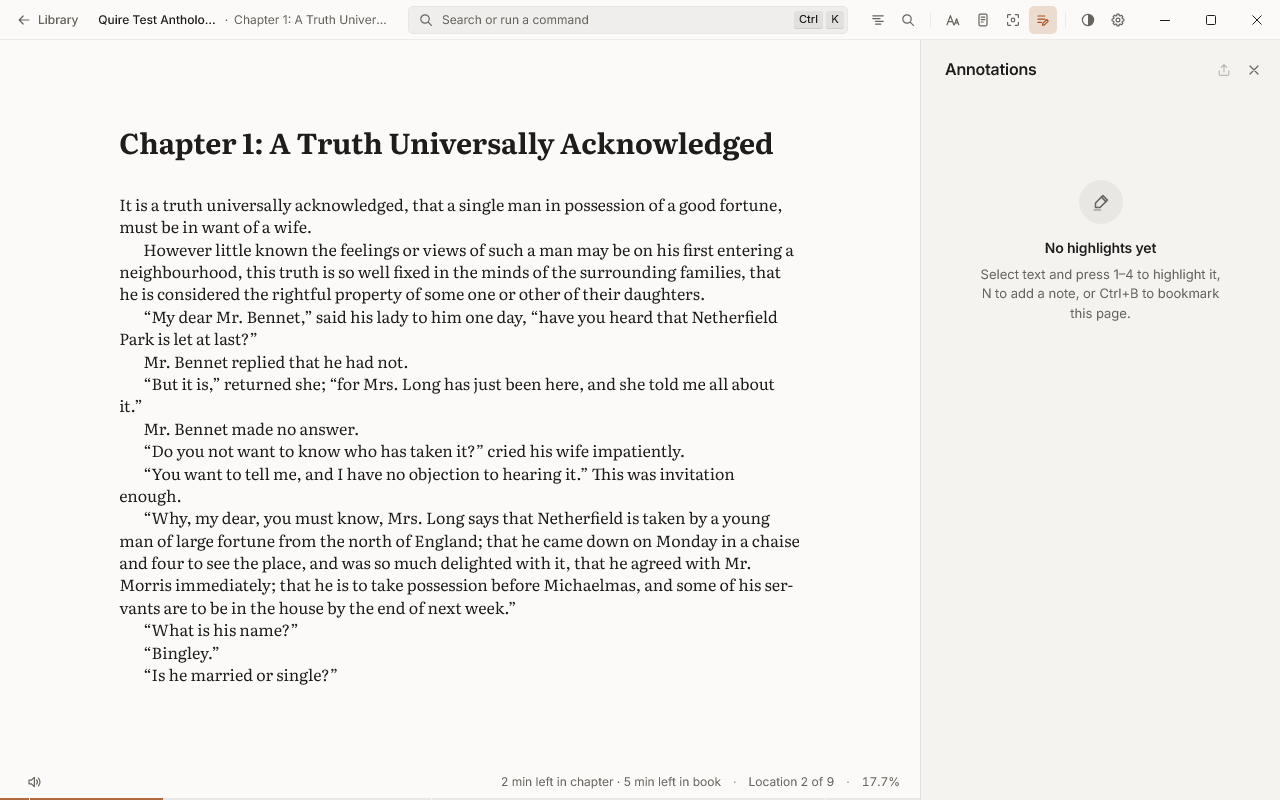 Library
Quire Test Antholo... · Chapter 1: A Truth Univer...
Search or run a command
Ctrl K
Annotations
Chapter 1: A Truth Universally Acknowledged
It is a truth universally acknowledged, that a single man in possession of a good fortune,
must be in want of a wife.
However little known the feelings or views of such a man may be on his first entering a
neighbourhood, this truth is so well fixed in the minds of the surrounding families, that
he is considered the rightful property of some one or other of their daughters.
“My dear Mr. Bennet,” said his lady to him one day, “have you heard that Netherfield
Park is let at last?”
Mr. Bennet replied that he had not.
“But it is,” returned she; “for Mrs. Long has just been here, and she told me all about
it.”
Mr. Bennet made no answer.
“Do you not want to know who has taken it?” cried his wife impatiently.
“You want to tell me, and I have no objection to hearing it.” This was invitation
enough.
“Why, my dear, you must know, Mrs. Long says that Netherfield is taken by a young
man of large fortune from the north of England; that he came down on Monday in a chaise
and four to see the place, and was so much delighted with it, that he agreed with Mr.
Morris immediately; that he is to take possession before Michaelmas, and some of his ser-
vants are to be in the house by the end of next week.”
“What is his name?”
“Bingley.”
“Is he married or single?”
No highlights yet
Select text and press 1–4 to highlight it,
N to add a note, or Ctrl+B to bookmark
this page.
2 min left in chapter · 5 min left in book · Location 2 of 9 · 17.7%